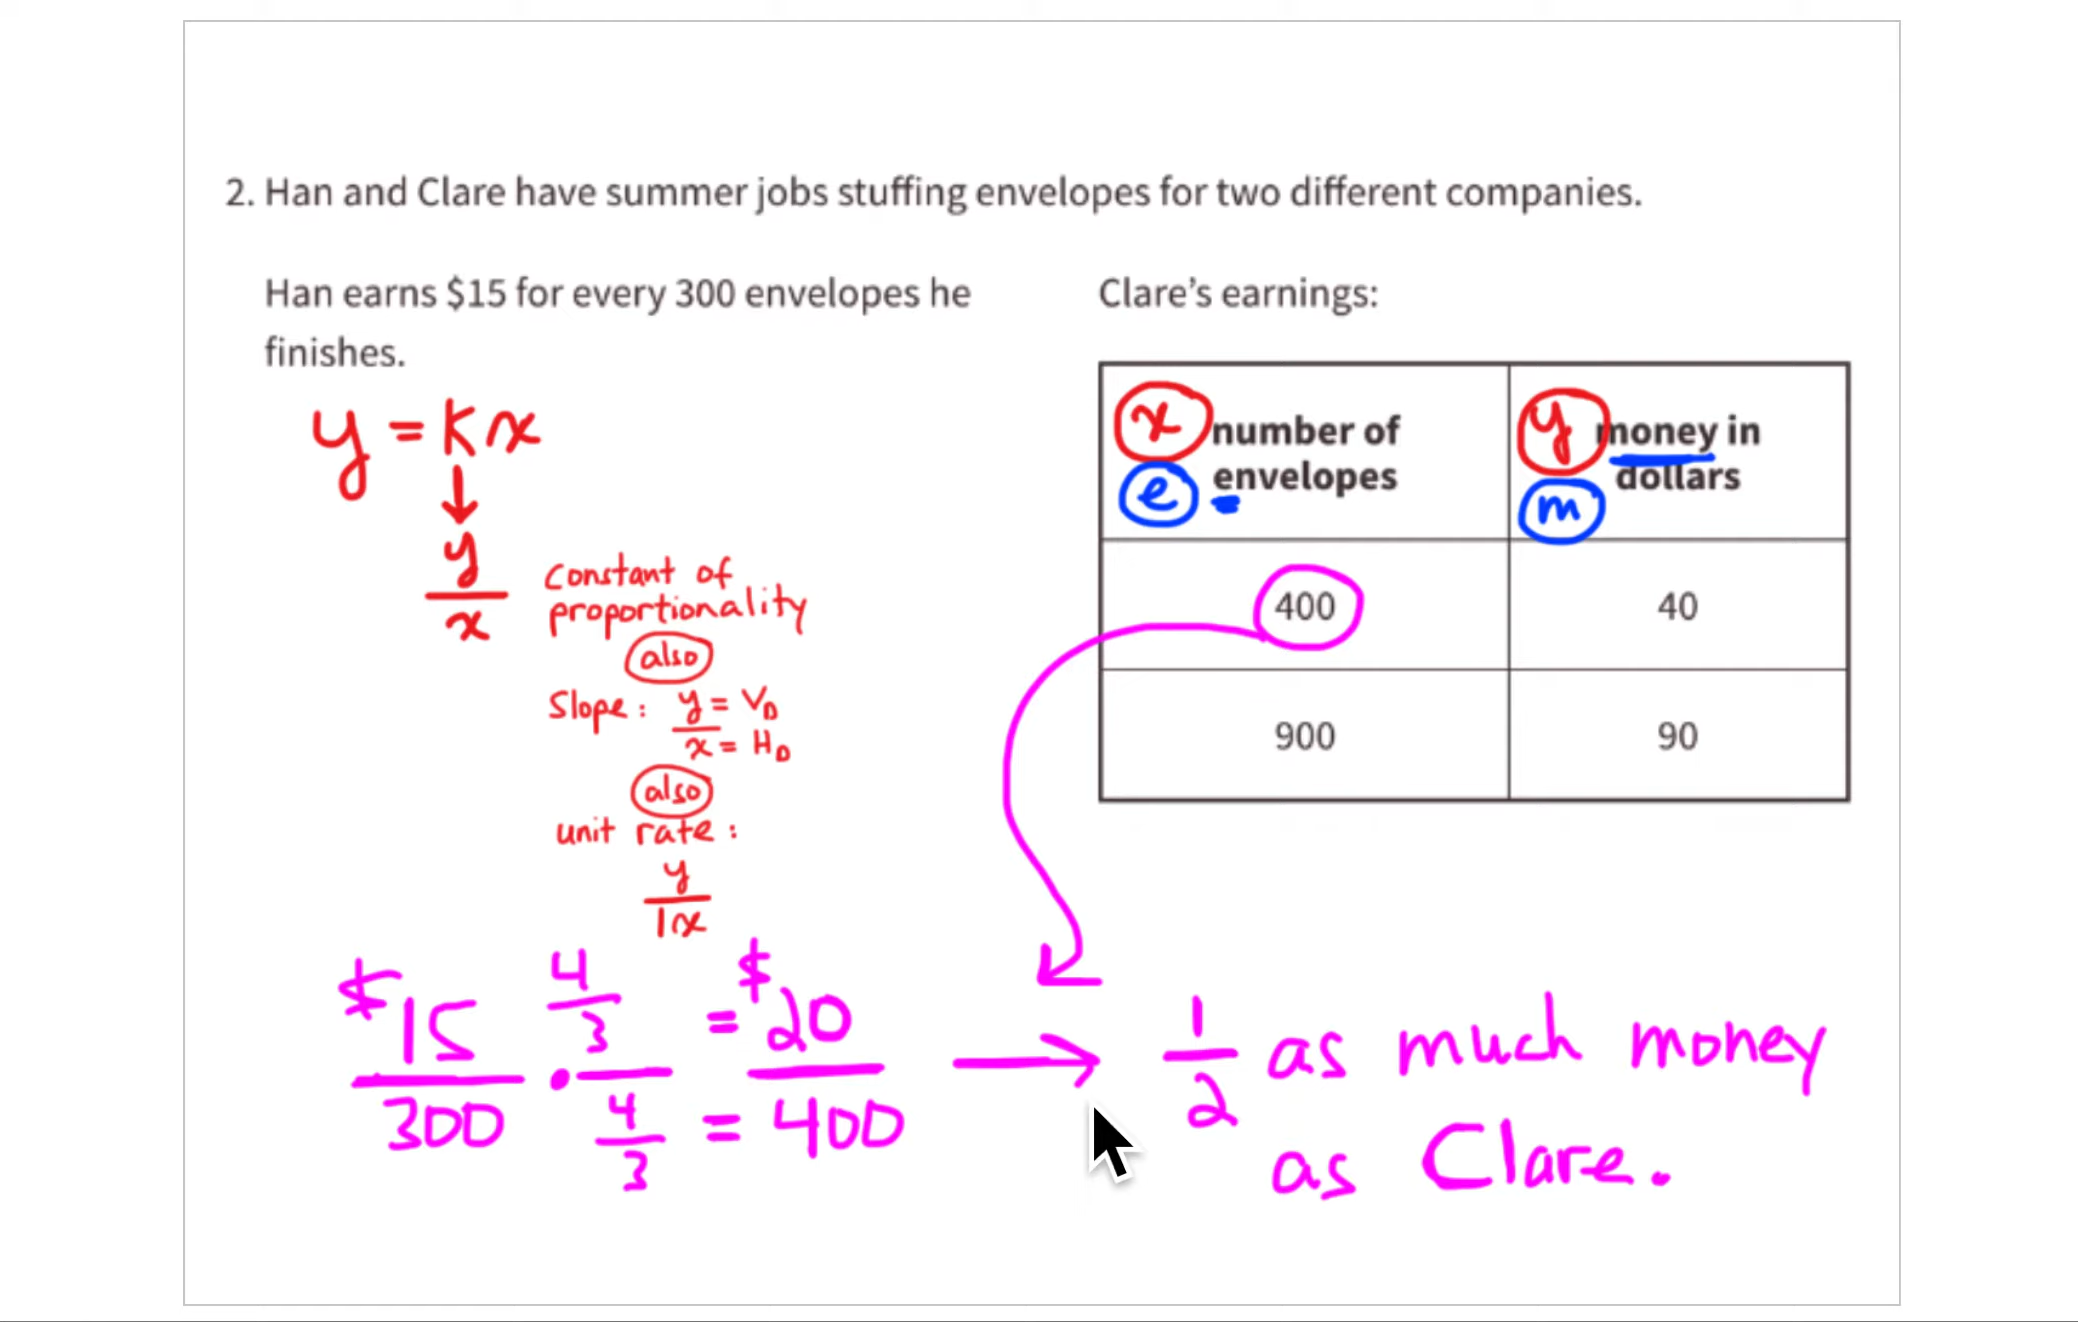 2. Han and Clare have summer jobs stuffing envelopes for two different companies.
Han earns $15 for every 300 envelopes he
finishes.
y = kx
y
x
Constant of
proportionality
also
Slope: y = VD
x = HD
also
unit rate:
y
1x
Clare's earnings:
x number of
e envelopes
y money in
m dollars
400 40
900 90
$15 4/3 = $20
300 · 4/3 = 400
→ 1/2 as much money
as Clare.